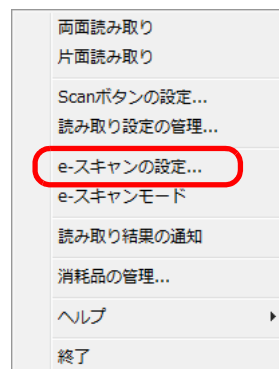 両面読み取り
片面読み取り
Scanボタンの設定...
読み取り設定の管理...
e-スキャンの設定...
e-スキャンモード
読み取り結果の通知
消耗品の管理...
ヘルプ
終了